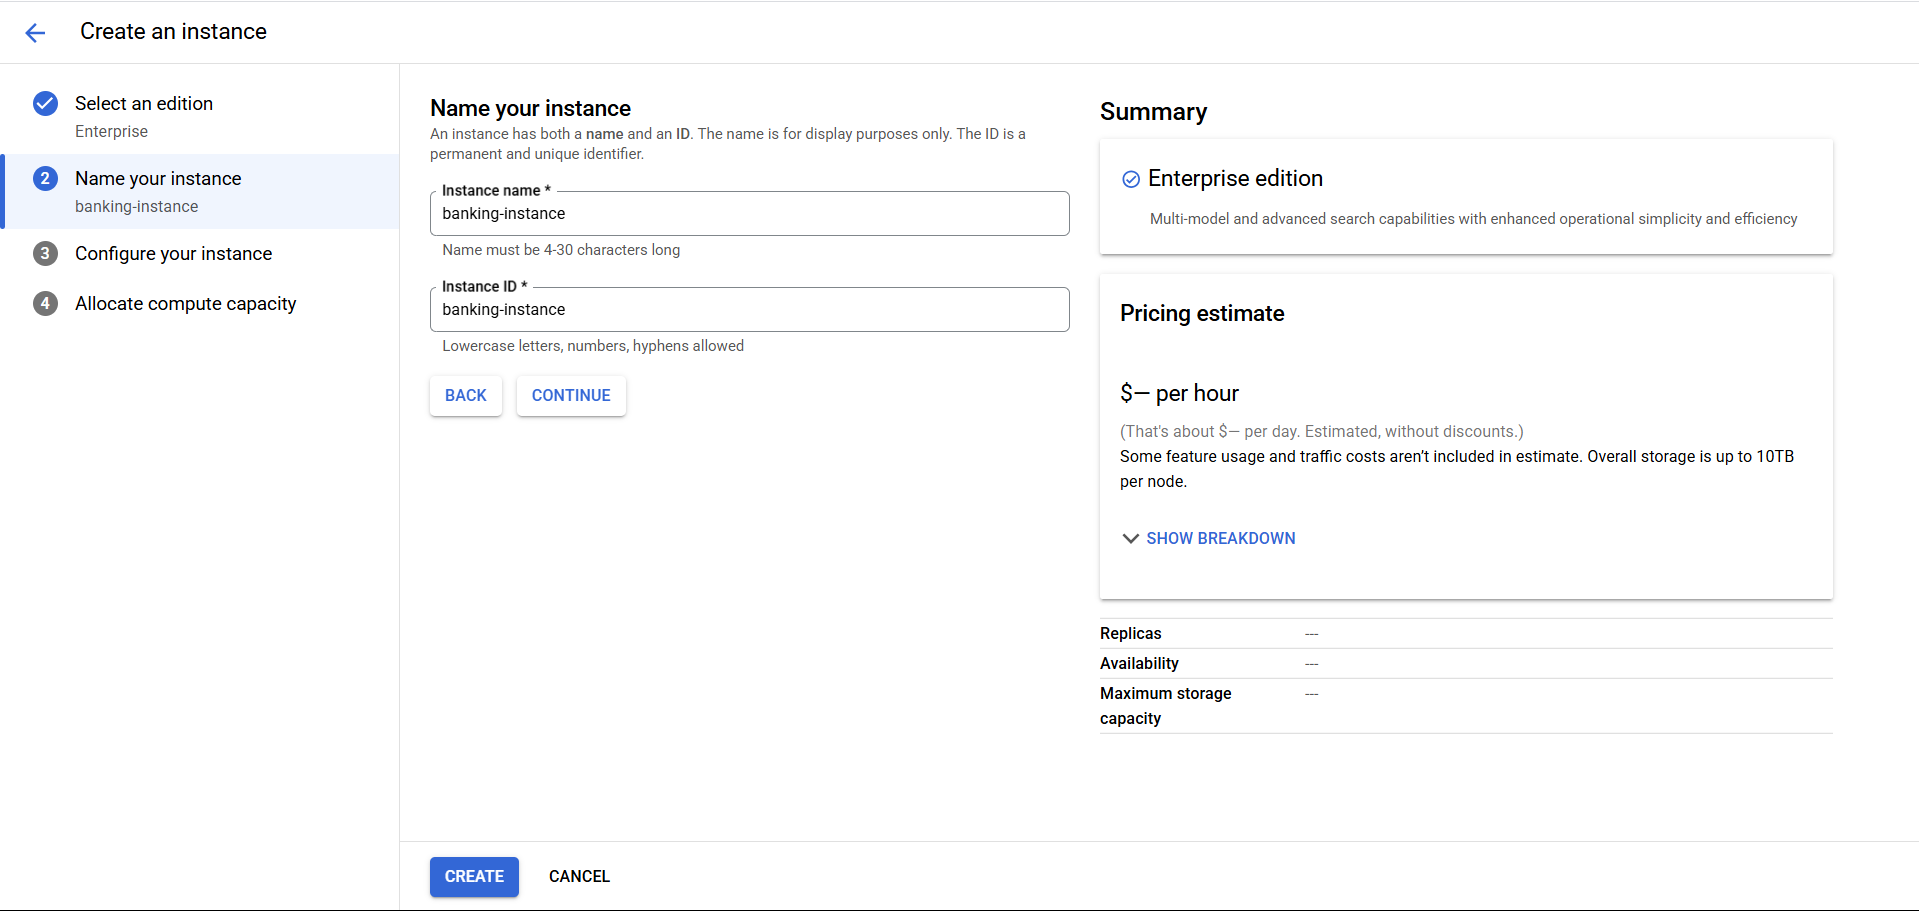 Create an instance
Select an edition
Enterprise
2
Name your instance
banking-instance
3
Configure your instance
4
Allocate compute capacity
Name your instance
An instance has both a name and an ID. The name is for display purposes only. The ID is a
permanent and unique identifier.
Instance name *
banking-instance
Name must be 4-30 characters long
Instance ID *
banking-instance
Lowercase letters, numbers, hyphens allowed
BACK
CONTINUE
Summary
Enterprise edition
Multi-model and advanced search capabilities with enhanced operational simplicity and efficiency
Pricing estimate
$— per hour
(That's about $— per day. Estimated, without discounts.)
Some feature usage and traffic costs aren’t included in estimate. Overall storage is up to 10TB
per node.
SHOW BREAKDOWN
Replicas ---
Availability ---
Maximum storage ---
capacity
CREATE
CANCEL